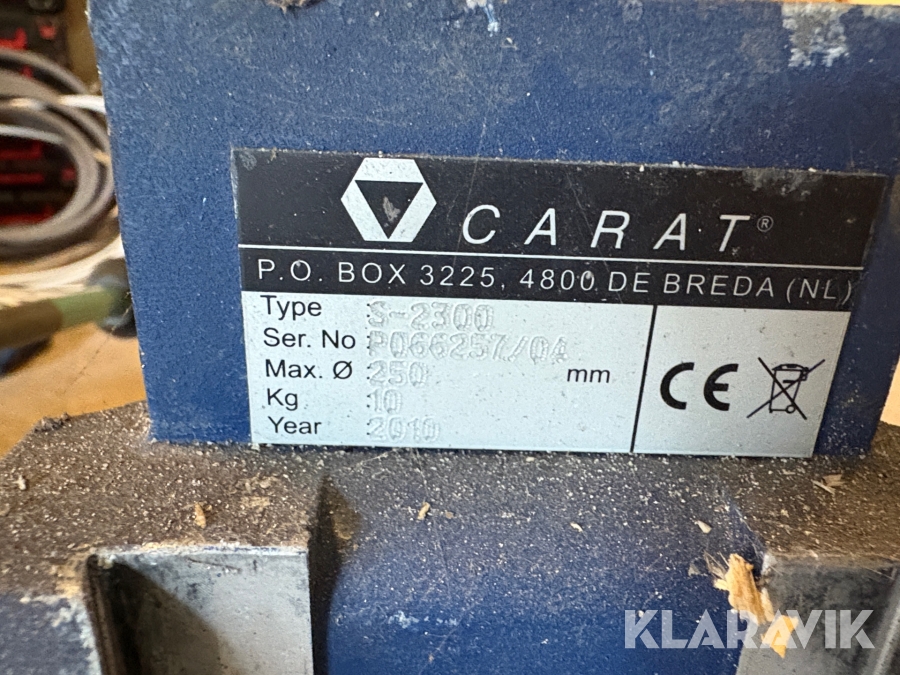 CARAT®
P.O. BOX 3225, 4800 DE BREDA (NL)
Type S-2300
Ser. No P066257/04
Max. Ø 250 mm
Kg 10
Year 2010
CE
KLARAVIK